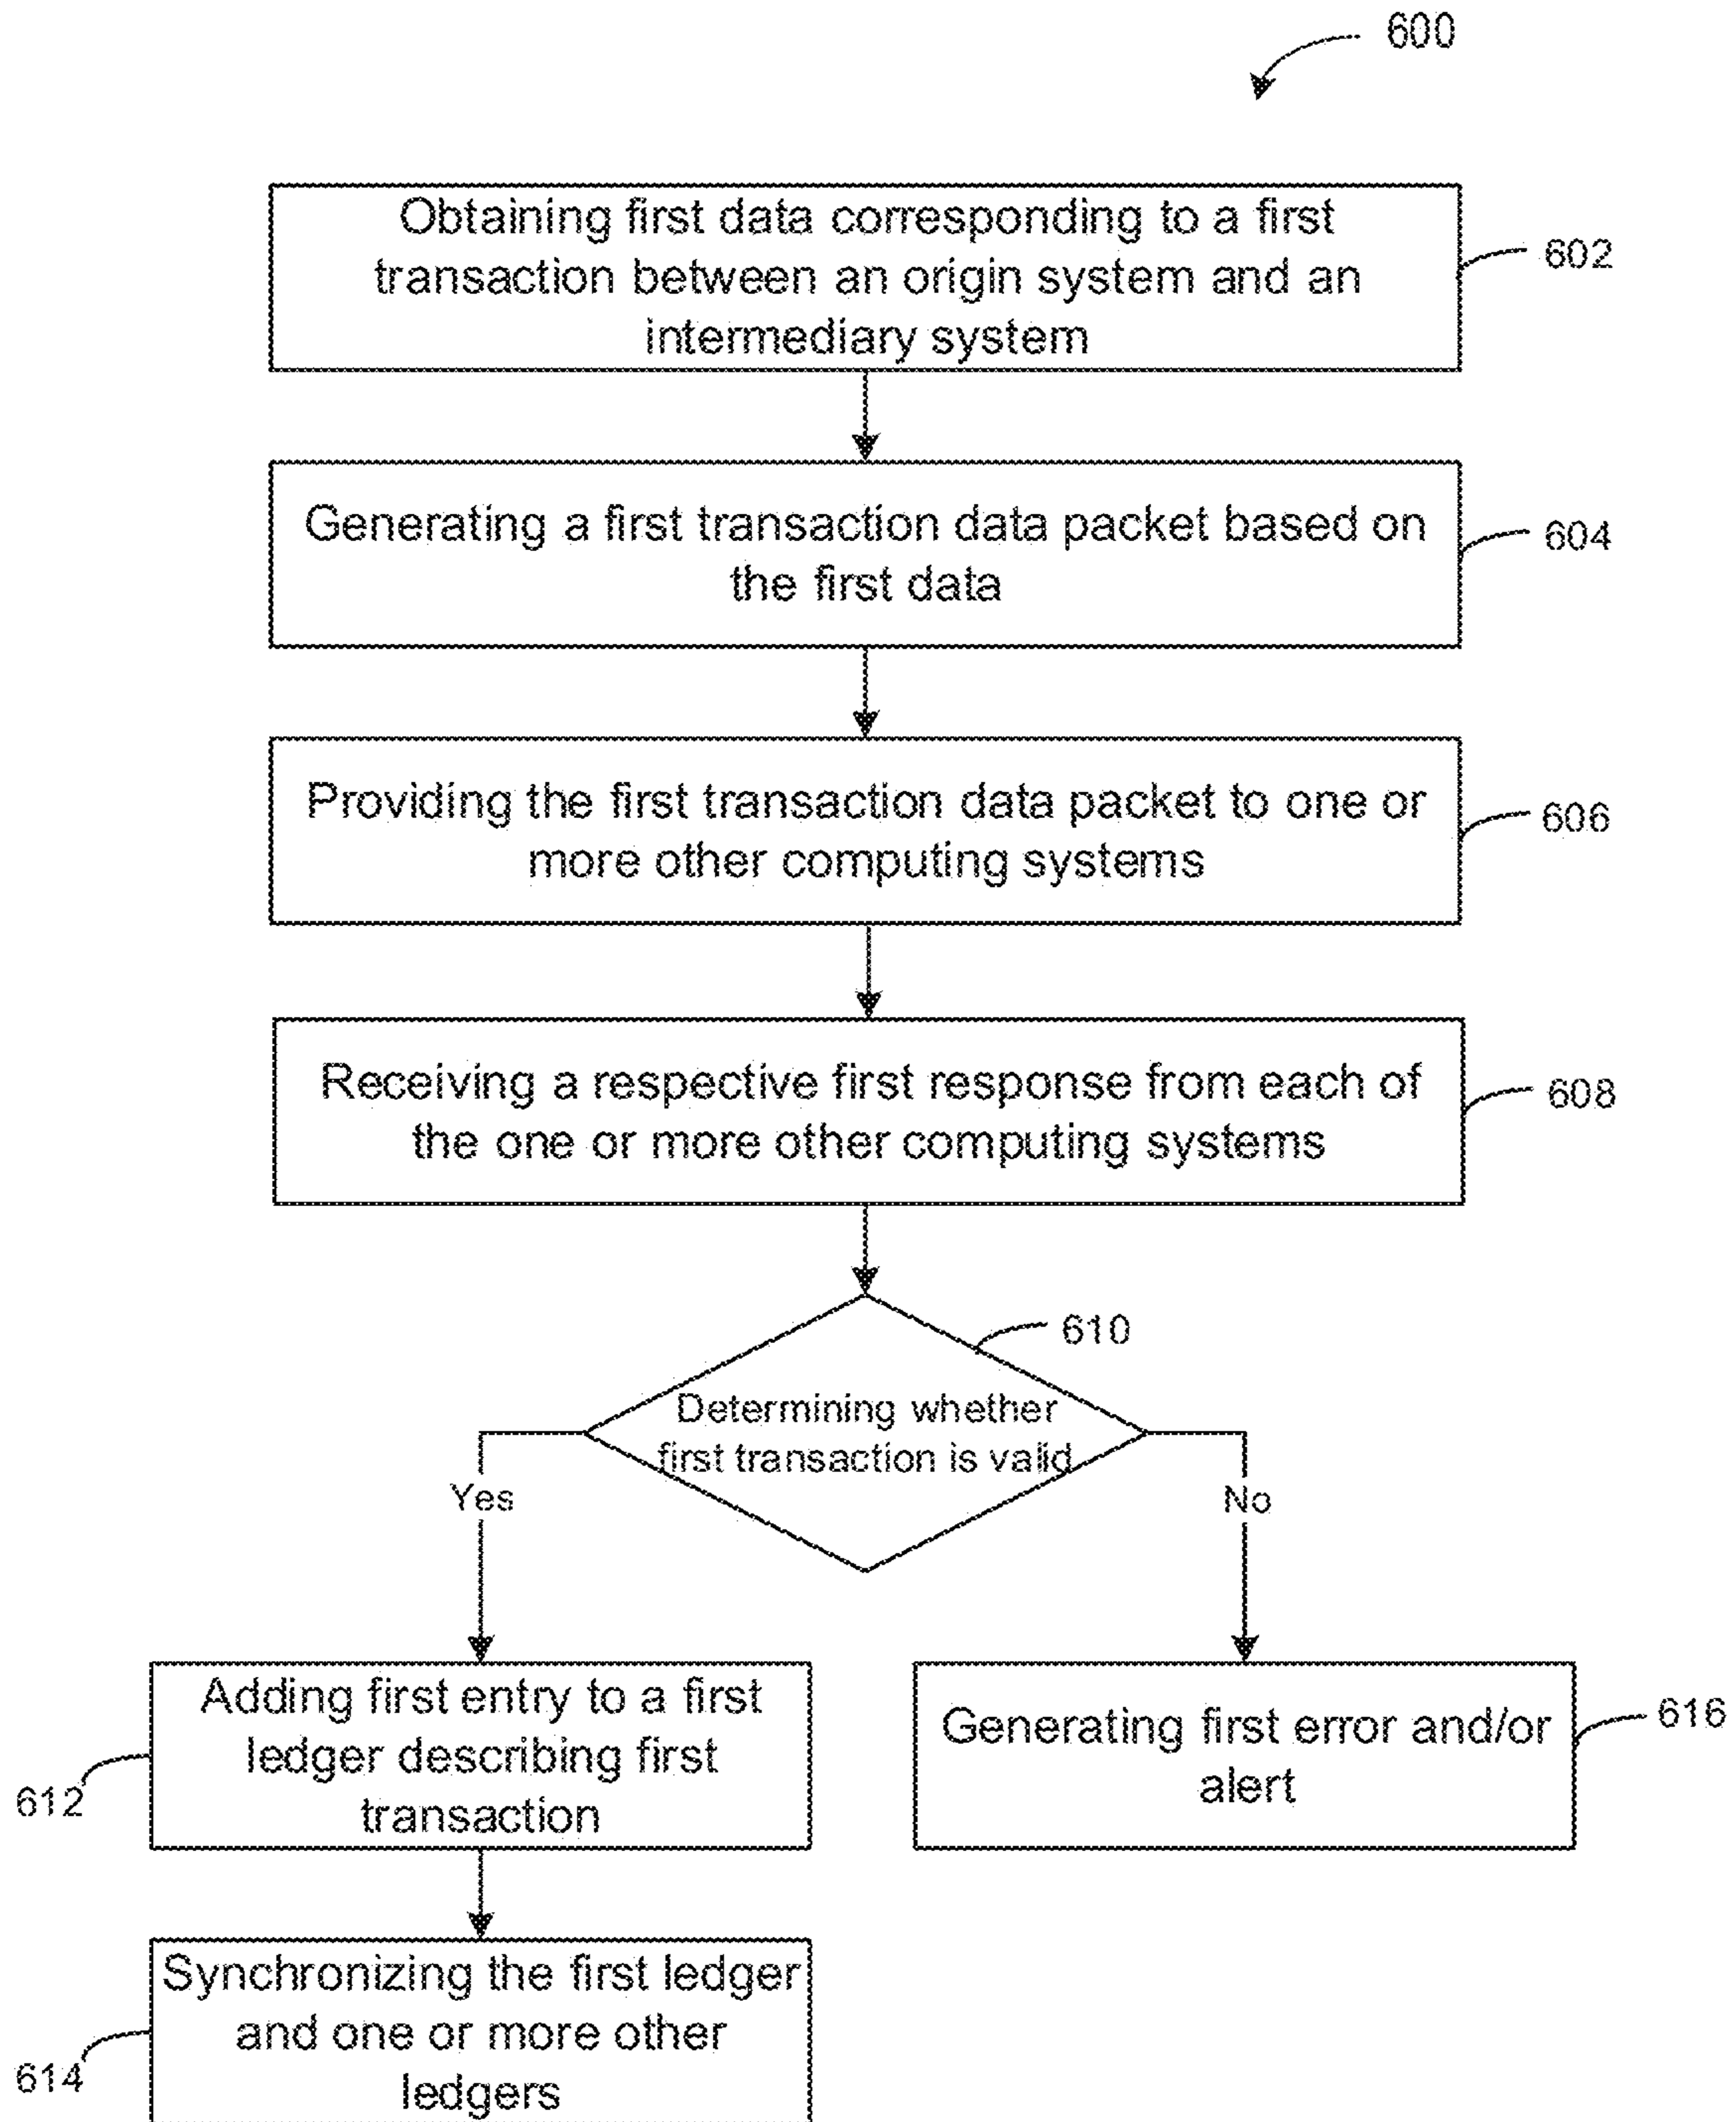 600
Obtaining first data corresponding to a first
transaction between an origin system and an
intermediary system
602
Generating a first transaction data packet based on
the first data
604
Providing the first transaction data packet to one or
more other computing systems
606
Receiving a respective first response from each of
the one or more other computing systems
608
610
Determining whether
first transaction is valid
Yes
No
Adding first entry to a first
ledger describing first
transaction
612
Generating first error and/or
alert
616
Synchronizing the first ledger
and one or more other
ledgers
614